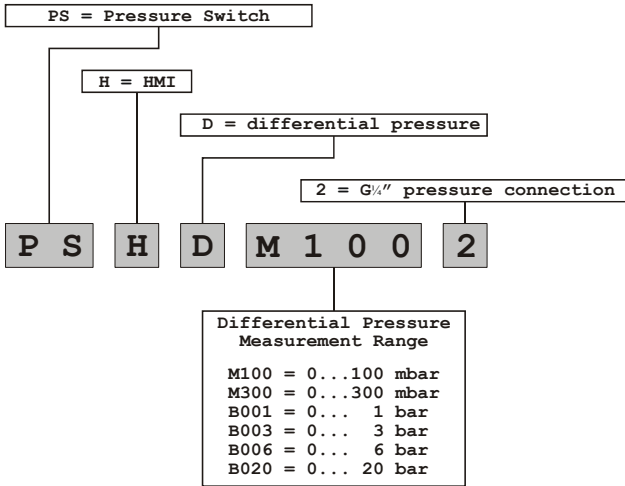 PS = Pressure Switch
H = HMI
D = differential pressure
2 = G¼" pressure connection
P S H D M 1 0 0 2
Differential Pressure
Measurement Range
M100 = 0...100 mbar
M300 = 0...300 mbar
B001 = 0... 1 bar
B003 = 0... 3 bar
B006 = 0... 6 bar
B020 = 0... 20 bar